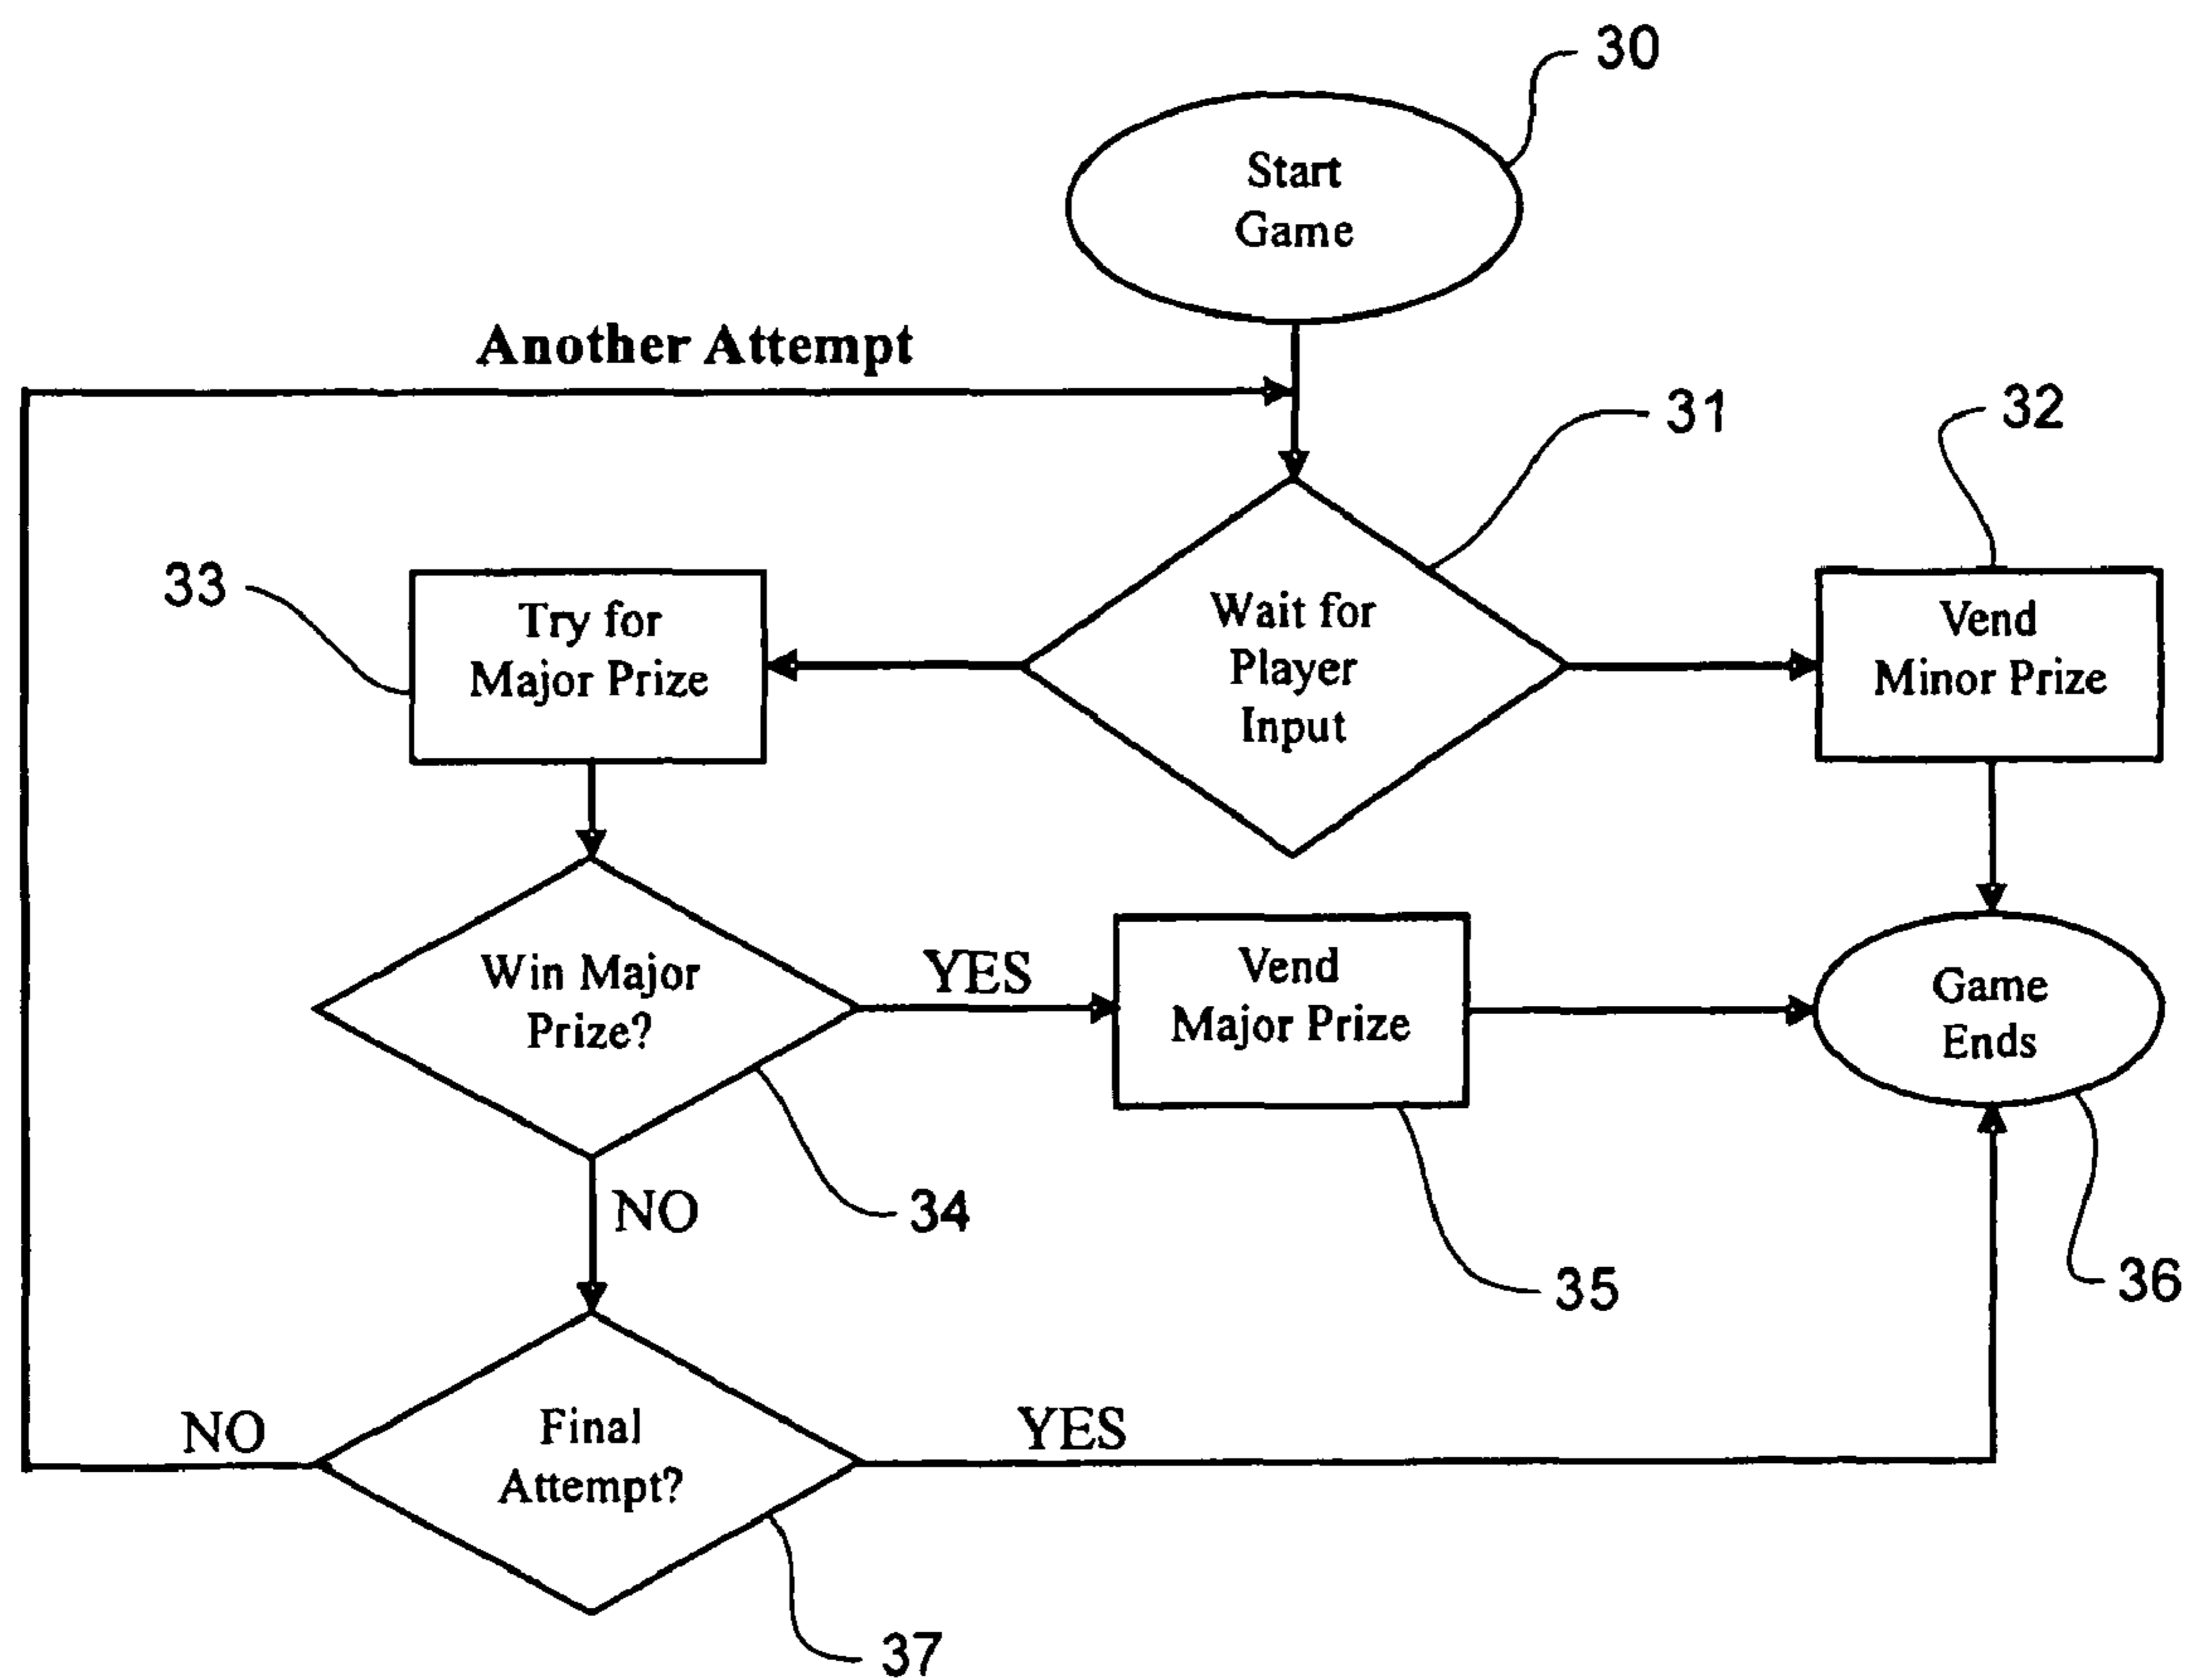 30
Start
Game
Another Attempt
31
32
33
Try for
Major Prize
Wait for
Player
Input
Vend
Minor Prize
Win Major
Prize?
YES
Vend
Major Prize
Game
Ends
NO
34
35
36
NO
Final
Attempt?
YES
37